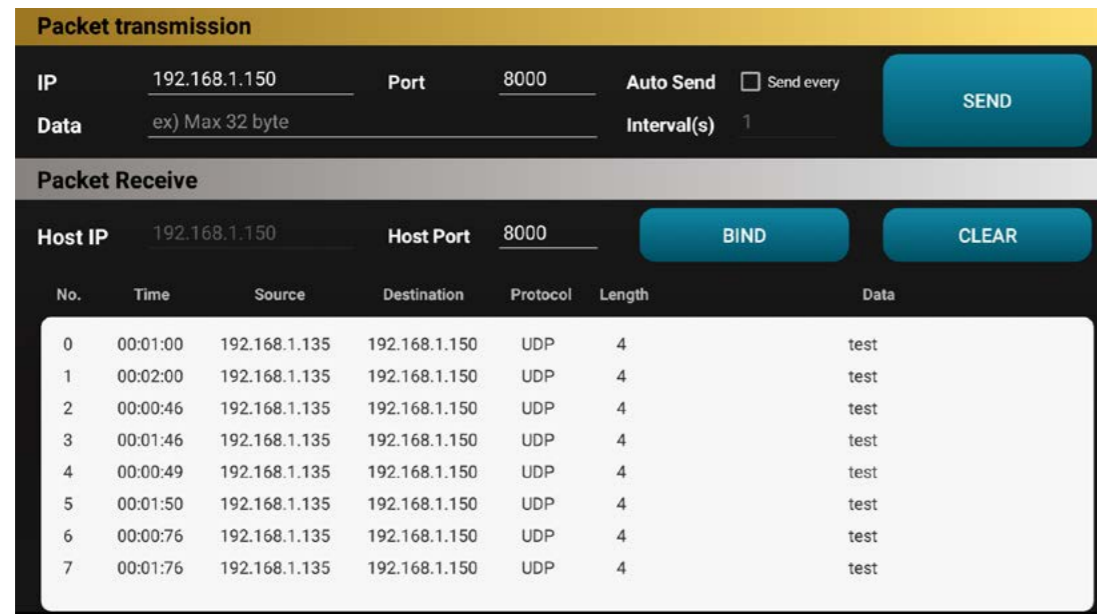 Packet transmission
IP 192.168.1.150 Port 8000 Auto Send Send every SEND
Data ex) Max 32 byte Interval(s) 1
Packet Receive
Host IP 192.168.1.150 Host Port 8000 BIND CLEAR
No. Time Source Destination Protocol Length Data
0 00:01:00 192.168.1.135 192.168.1.150 UDP 4 test
1 00:02:00 192.168.1.135 192.168.1.150 UDP 4 test
2 00:00:46 192.168.1.135 192.168.1.150 UDP 4 test
3 00:01:46 192.168.1.135 192.168.1.150 UDP 4 test
4 00:00:49 192.168.1.135 192.168.1.150 UDP 4 test
5 00:01:50 192.168.1.135 192.168.1.150 UDP 4 test
6 00:00:76 192.168.1.135 192.168.1.150 UDP 4 test
7 00:01:76 192.168.1.135 192.168.1.150 UDP 4 test